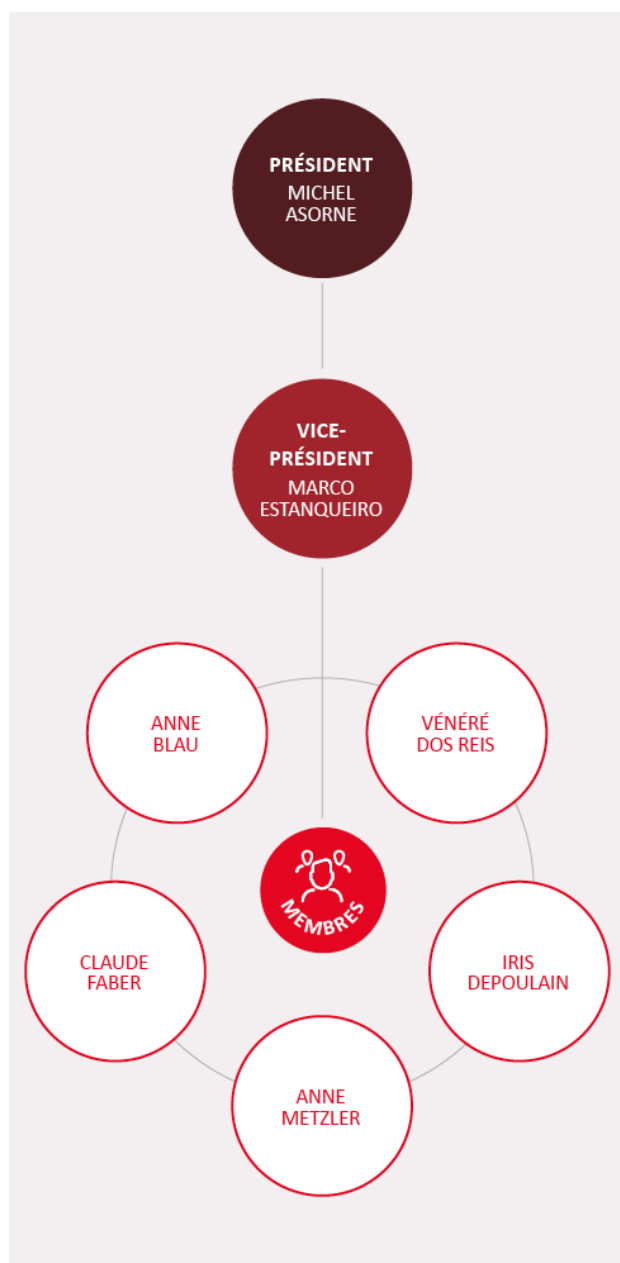 PRÉSIDENT
MICHEL
ASORNE
VICE-
PRÉSIDENT
MARCO
ESTANQUEIRO
ANNE
BLAU
VÉNÉRÉ
DOS REIS
MEMBRES
CLAUDE
FABER
IRIS
DEPOULAIN
ANNE
METZLER